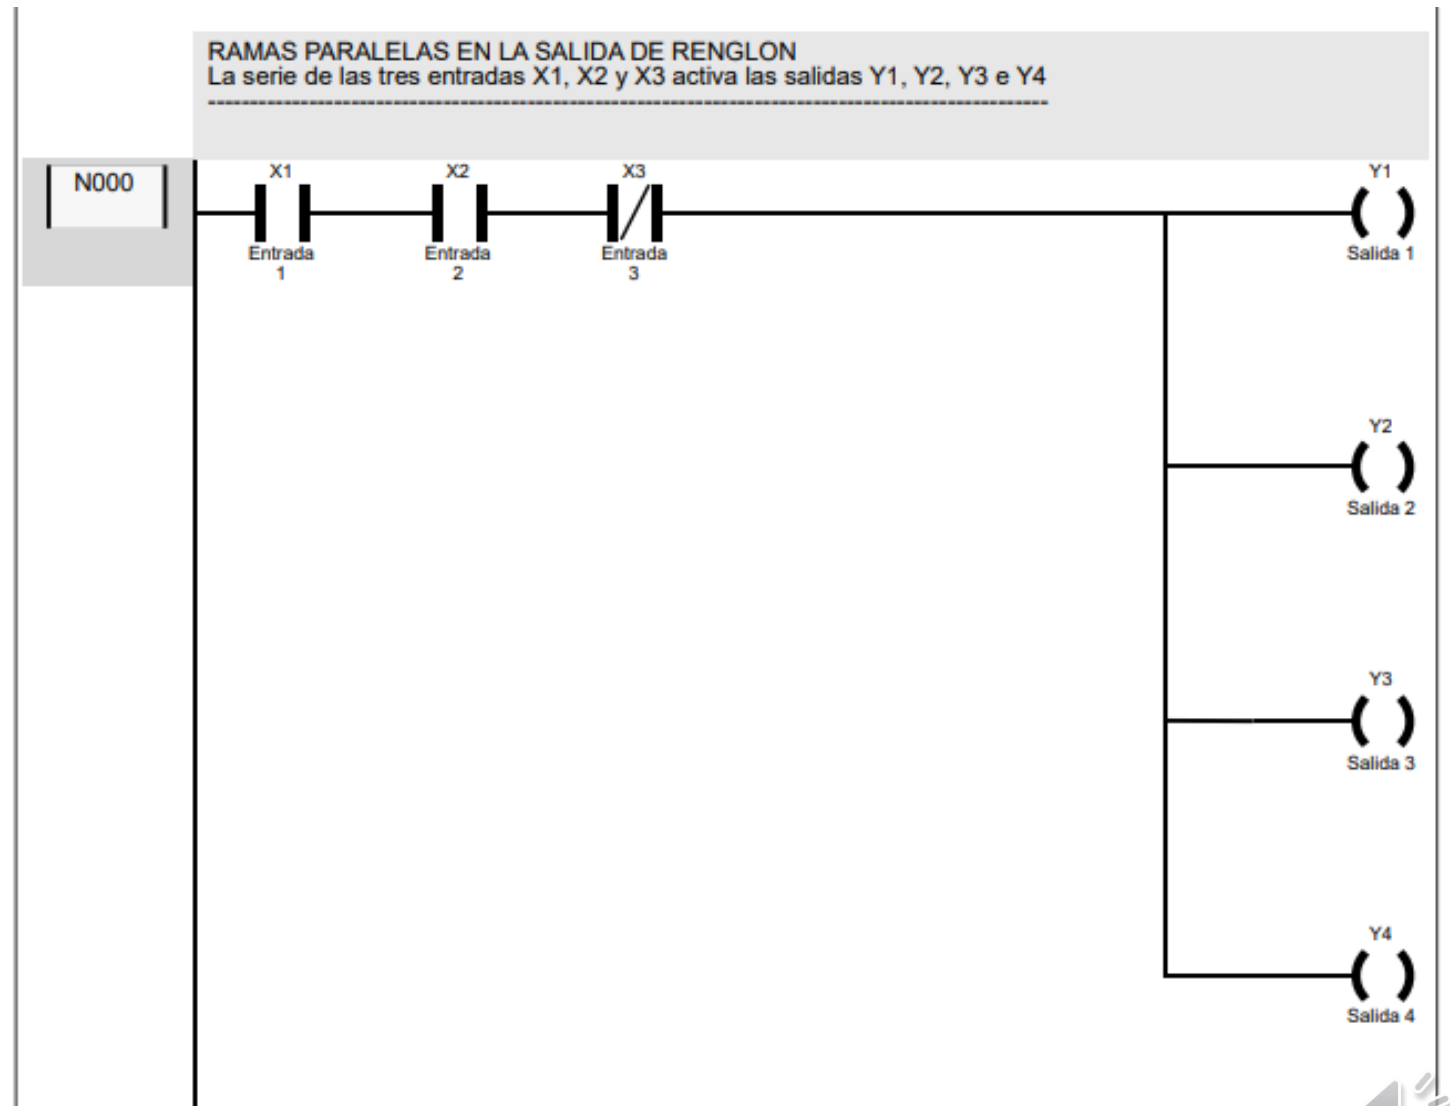 RAMAS PARALELAS EN LA SALIDA DE RENGLON
La serie de las tres entradas X1, X2 y X3 activa las salidas Y1, Y2, Y3 e Y4
----------------------------------------------------------------------------------------------------
N000
X1
Entrada
1
X2
Entrada
2
X3
Entrada
3
Y1
Salida 1
Y2
Salida 2
Y3
Salida 3
Y4
Salida 4